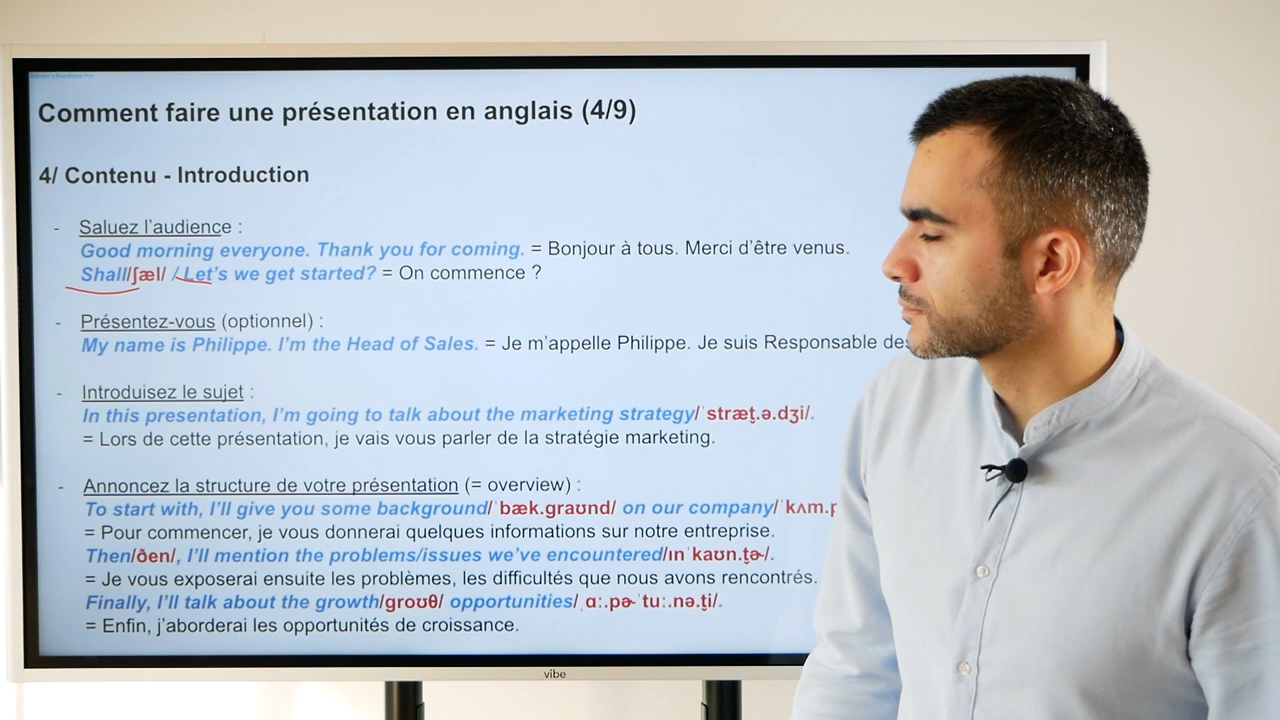 Comment faire une présentation en anglais (4/9)
4/ Contenu - Introduction
- Saluez l'audience :
Good morning everyone. Thank you for coming. = Bonjour à tous. Merci d'être venus.
Shall/ʃæl/ / Let's we get started? = On commence ?
- Présentez-vous (optionnel) :
My name is Philippe. I'm the Head of Sales. = Je m'appelle Philippe. Je suis Responsable des
- Introduisez le sujet :
In this presentation, I'm going to talk about the marketing strategy/ˈstræt̬.ə.dʒi/.
= Lors de cette présentation, je vais vous parler de la stratégie marketing.
- Annoncez la structure de votre présentation (= overview) :
To start with, I'll give you some background/ˈbæk.ɡraʊnd/ on our company/ˈkʌm.p
= Pour commencer, je vous donnerai quelques informations sur notre entreprise.
Then/ðen/, I'll mention the problems/issues we've encountered/ɪnˈkaʊn.t̬ɚ/.
= Je vous exposerai ensuite les problèmes, les difficultés que nous avons rencontrés.
Finally, I'll talk about the growth/ɡroʊθ/ opportunities/ˌɑː.pɚˈtuː.nə.t̬i/.
= Enfin, j'aborderai les opportunités de croissance.
vibe